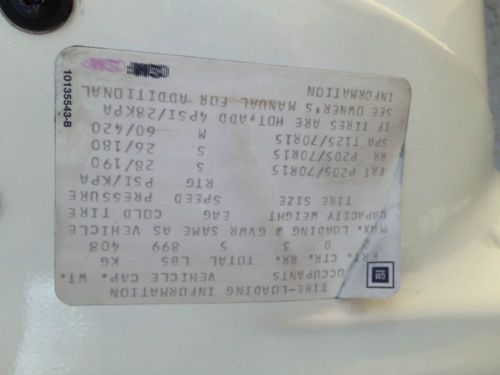 TIRE-LOADING INFORMATION
OCCUPANTS VEHICLE CAP. WT.
FRT. CTR. RR. TOTAL LBS KG
2 0 3 5 899 408
MAX. LOADING & GVWR SAME AS VEHICLE
CAPACITY WEIGHT EAG COLD TIRE
TIRE SIZE SPEED PRESSURE
RTG PSI/KPA
FRT P205/70R15 S 28/190
RR P205/70R15 S 26/180
SPA T125/70R15 M 60/420
IF TIRES ARE HOT,ADD 4PSI/28KPA
SEE OWNER'S MANUAL FOR ADDITIONAL
INFORMATION
GM
10135543-B